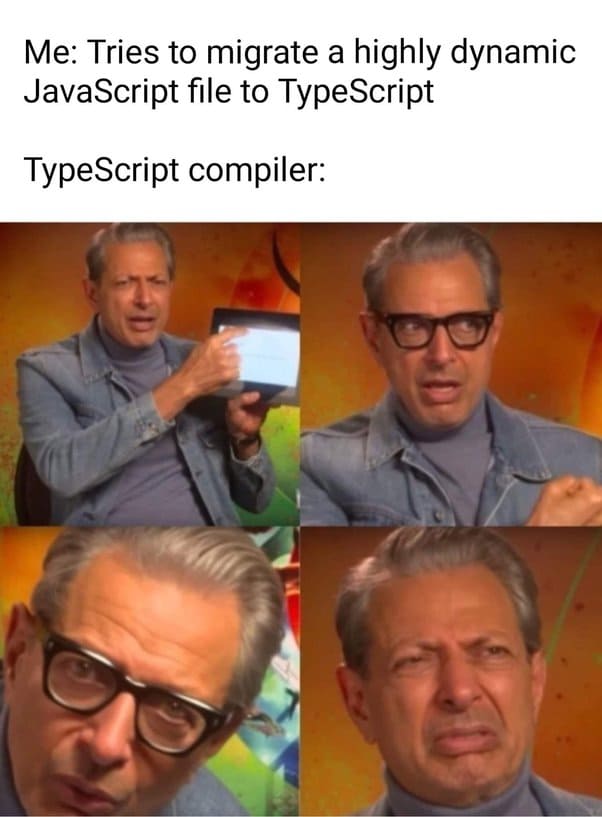 Me: Tries to migrate a highly dynamic
JavaScript file to TypeScript
TypeScript compiler: